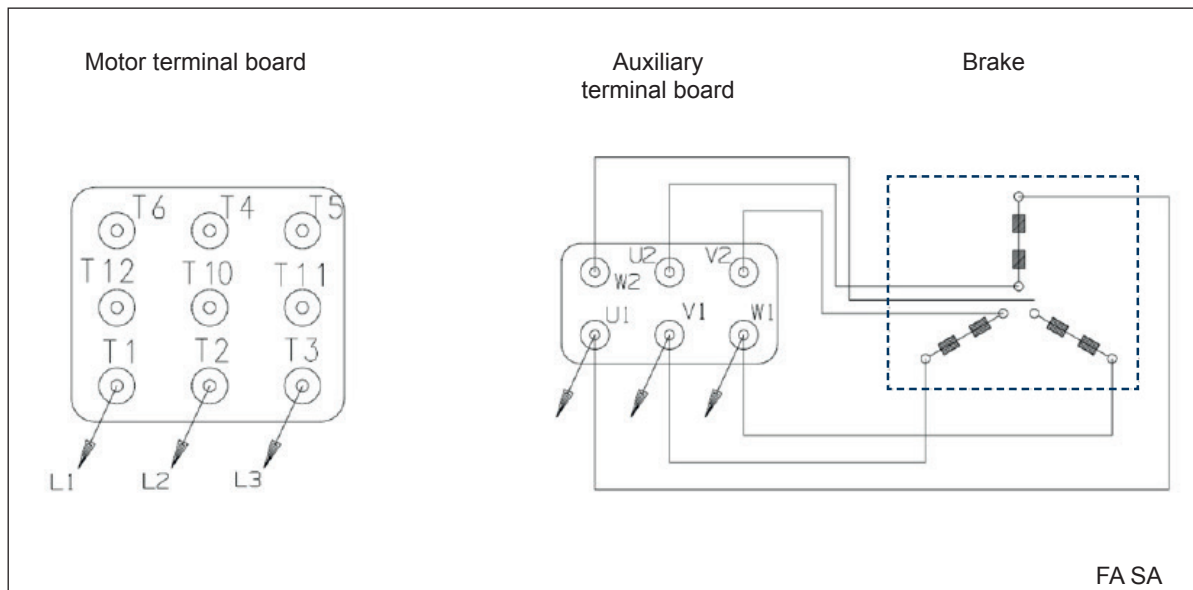 Motor terminal board
Auxiliary
terminal board
Brake
T6 T4 T5
T12 T10 T11
T1 T2 T3
L1 L2 L3
U2 V2
W2
U1 V1 W1
FA SA